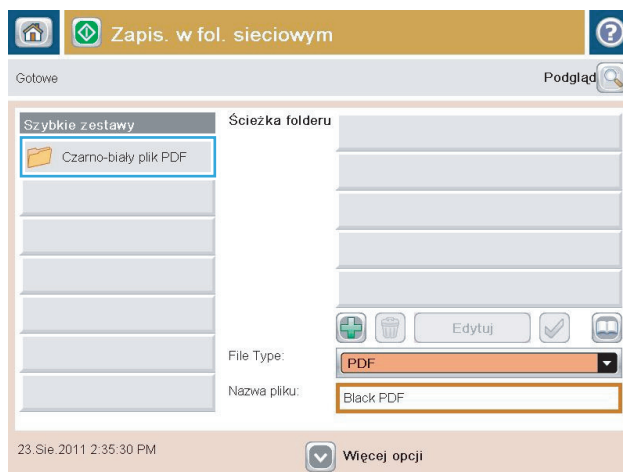 Zapis. w fol. sieciowym
Gotowe
Podgląd
Szybkie zestawy
Czarno-biały plik PDF
Ścieżka folderu
Edytuj
File Type:
PDF
Nazwa pliku:
Black PDF
23.Sie.2011 2:35:30 PM
Więcej opcji